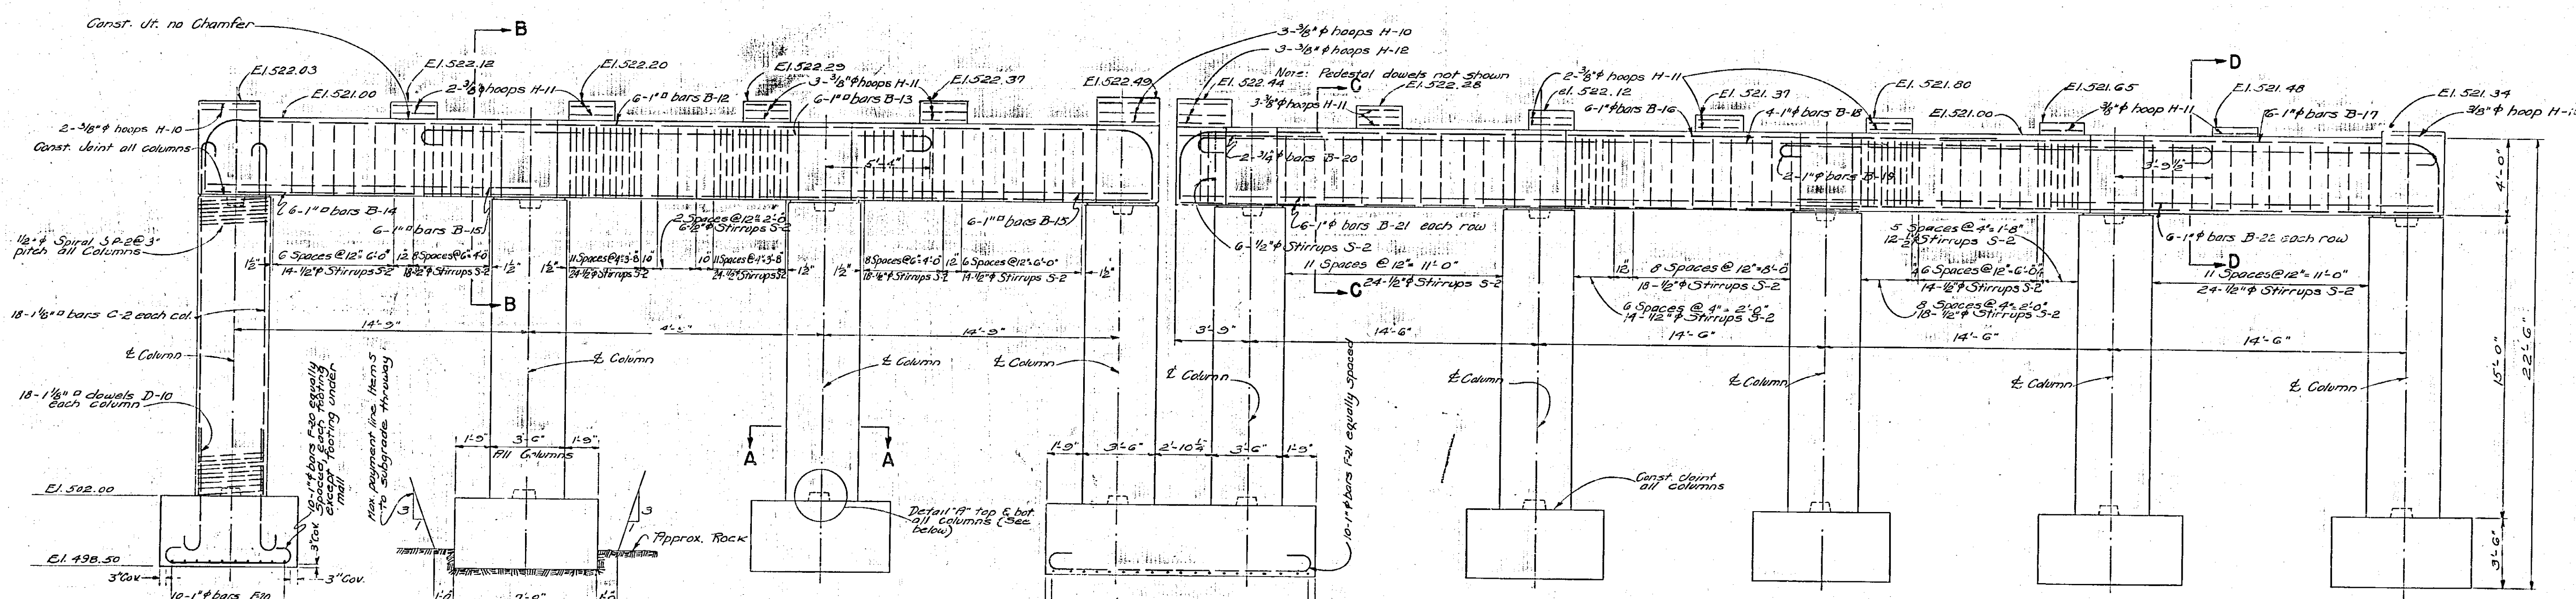 Const. Jt. no Chamfer
B
3-3/8"φ hoops H-10
3-3/8"φ hoops H-12
Note: Pedestal dowels not shown
D
El. 522.03
El. 522.12
El. 522.20
El. 522.29
El. 522.37
El. 522.49
El. 522.44
C
El. 522.28
2-3/8"φ hoops H-11
El. 521.80
El. 521.65
El. 521.48
El. 521.34
El. 521.00
2-3/8"φ hoops H-11
6-1"□ bars B-12
3-3/8"φ hoops H-11
6-1"□ bars B-13
3-3/8"φ hoops H-11
el. 522.12
6-1"φ bars B-16
El. 521.37
4-1"φ bars B-18
El. 521.00
3/8"φ hoop H-11
6-1"φ bars B-17
2-3/8"φ hoops H-10
Const. Joint all columns
5'-4"
2-3/4"φ bars B-20
2-1"φ bars B-19
3'-9½"
4'-0"
6-1"□ bars B-14
6-1"□ bars B-15
2 Spaces @ 12"= 2'-0
6-1/2"φ Stirrups S-2
6-1"□ bars B-15
6-1/2"φ Stirrups S-2
6-1"φ bars B-21 each row
5 Spaces @ 4"= 1'-8"
12-1/2"φ Stirrups S-2
6-1"φ bars B-22 each row
1/2"φ Spiral SP-2@3"
pitch all Columns
1½"
6 Spaces@12"=6'-0
12
8 Spaces@6"=4'-0
1½"
1½"
11 Spaces@4"=3'-8
10
10
11 Spaces@4"=3'-8
1½"
1½"
8 Spaces@6"=4'-0
12"
6 Spaces@12"=6'-0"
1½"
14-1/2"φ Stirrups S-2
18-1/2"φ Stirrups S-2
24-1/2"φ Stirrups S-2
24-1/2"φ Stirrups S-2
18-1/2"φ Stirrups S-2
14-1/2"φ Stirrups S-2
11 Spaces @ 12"= 11'-0"
24-1/2"φ Stirrups S-2
C
12"
8 Spaces @ 12"=8'-0"
18-1/2"φ Stirrups S-2
6 Spaces @ 4"= 2'-0"
14-1/2"φ Stirrups S-2
6 Spaces @ 12"=6'-0"
14-1/2"φ Stirrups S-2
8 Spaces @ 4"= 2'-0"
18-1/2"φ Stirrups S-2
D
11 Spaces@12"= 11'-0"
24-1/2"φ Stirrups S-2
B
18-1⅛"□ bars C-2 each col.
14'-9"
14'-9"
3'-9"
14'-6"
14'-6"
14'-6"
14'-6"
℄ Column
℄ Column
℄ Column
℄ Column
℄ Column
℄ Column
℄ Column
℄ Column
℄ Column
15'-0"
22'-6"
18-1⅛"□ dowels D-10
each column
10-1"φ bars F-20 equally
Spaced, each footing
except footing under
mall
Max. payment line Items 5
to subgrade thruway
1'-9"
3'-6"
1'-9"
All Columns
A
A
1'-9"
3'-6"
2'-10¼"
3'-6"
1'-9"
10-1"φ bars F-21 equally spaced
El. 502.00
3
1
3
1
Detail "A" top & bot.
all columns (See
below)
Const. Joint
all columns
Approx. Rock
El. 498.50
3"Cov.
3"Cov.
3"Cov.
3'-6"
10-1"φ bars F20